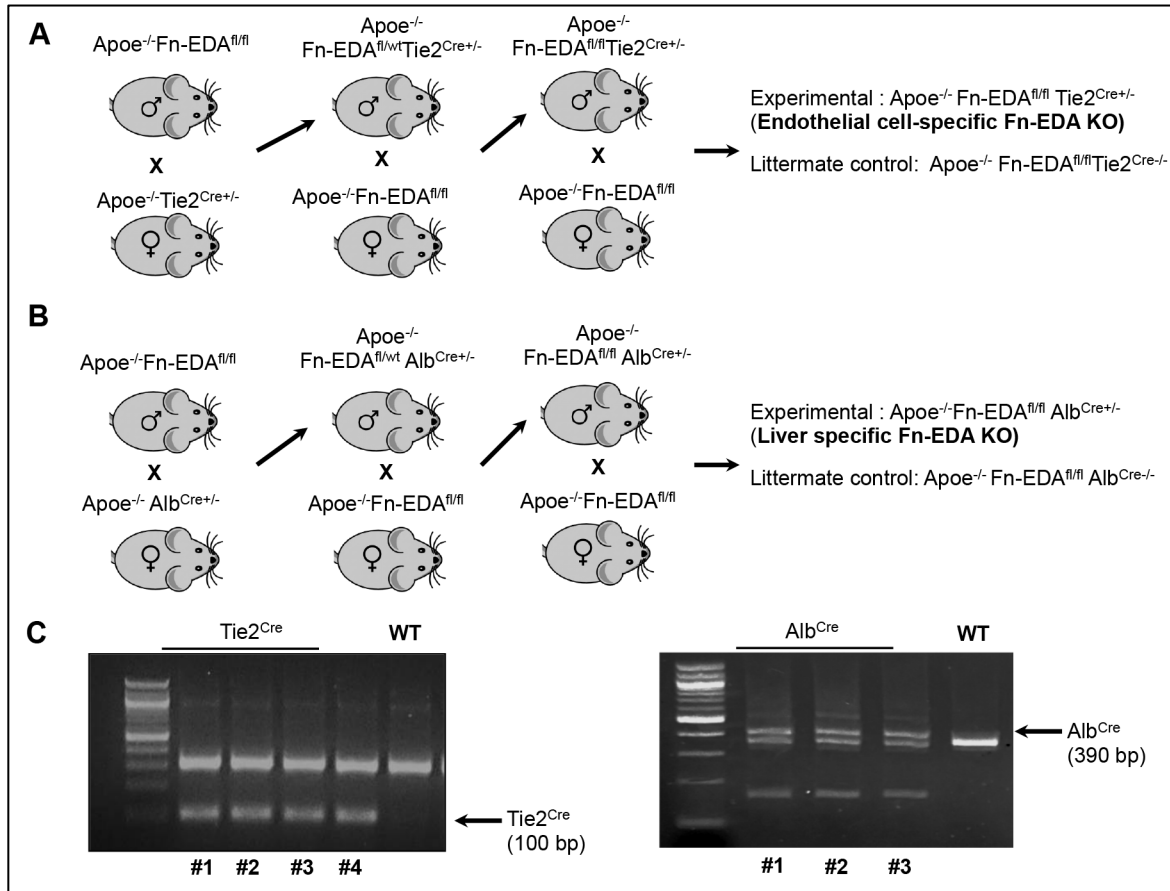 A
Apoe-/-Fn-EDAfl/fl
X
Apoe-/-Tie2Cre+/-
Apoe-/-
Fn-EDAfl/wtTie2Cre+/-
X
Apoe-/-Fn-EDAfl/fl
Apoe-/-
Fn-EDAfl/flTie2Cre+/-
X
Apoe-/-Fn-EDAfl/fl
Experimental : Apoe-/- Fn-EDAfl/fl Tie2Cre+/-
(Endothelial cell-specific Fn-EDA KO)
Littermate control: Apoe-/- Fn-EDAfl/flTie2Cre-/-
B
Apoe-/-Fn-EDAfl/fl
X
Apoe-/- AlbCre+/-
Apoe-/-
Fn-EDAfl/wt AlbCre+/-
X
Apoe-/-Fn-EDAfl/fl
Apoe-/-
Fn-EDAfl/fl AlbCre+/-
X
Apoe-/-Fn-EDAfl/fl
Experimental : Apoe-/-Fn-EDAfl/fl AlbCre+/-
(Liver specific Fn-EDA KO)
Littermate control: Apoe-/- Fn-EDAfl/fl AlbCre-/-
C
Tie2Cre WT
Tie2Cre
(100 bp)
#1 #2 #3 #4
AlbCre WT
AlbCre
(390 bp)
#1 #2 #3